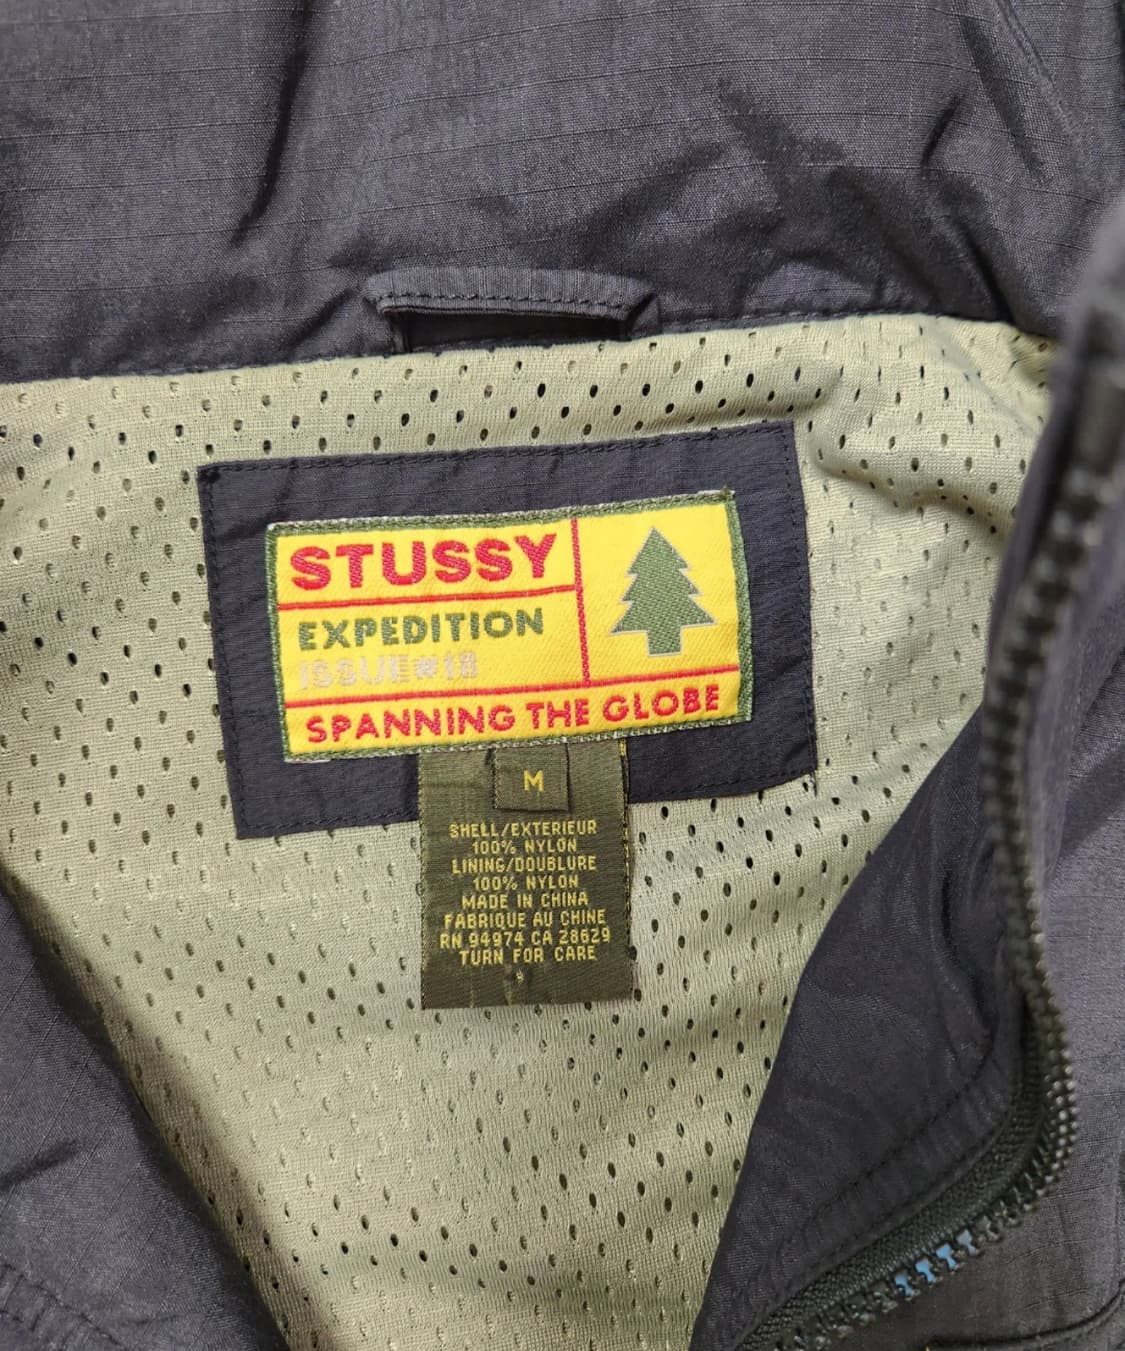 STUSSY
EXPEDITION
ISSUE#18
SPANNING THE GLOBE
M
SHELL/EXTERIEUR
100% NYLON
LINING/DOUBLURE
100% NYLON
MADE IN CHINA
FABRIQUE AU CHINE
RN 94974 CA 28629
TURN FOR CARE